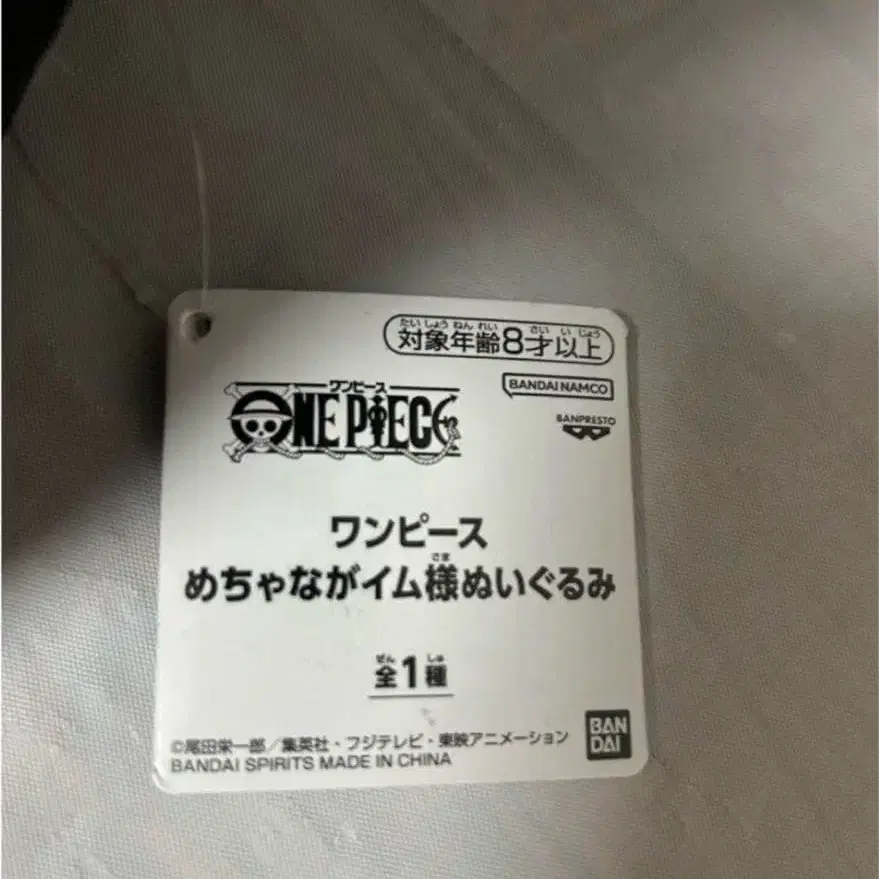 たいしょうねんれい さいいじょう
対象年齢8才以上
ワンピース
ONE PIECE
BANDAI NAMCO
BANPRESTO
ワンピース
さま
めちゃながイム様ぬいぐるみ
ぜん しゅ
全1種
©尾田栄一郎/集英社・フジテレビ・東映アニメーション
BANDAI SPIRITS MADE IN CHINA
BAN
DAI